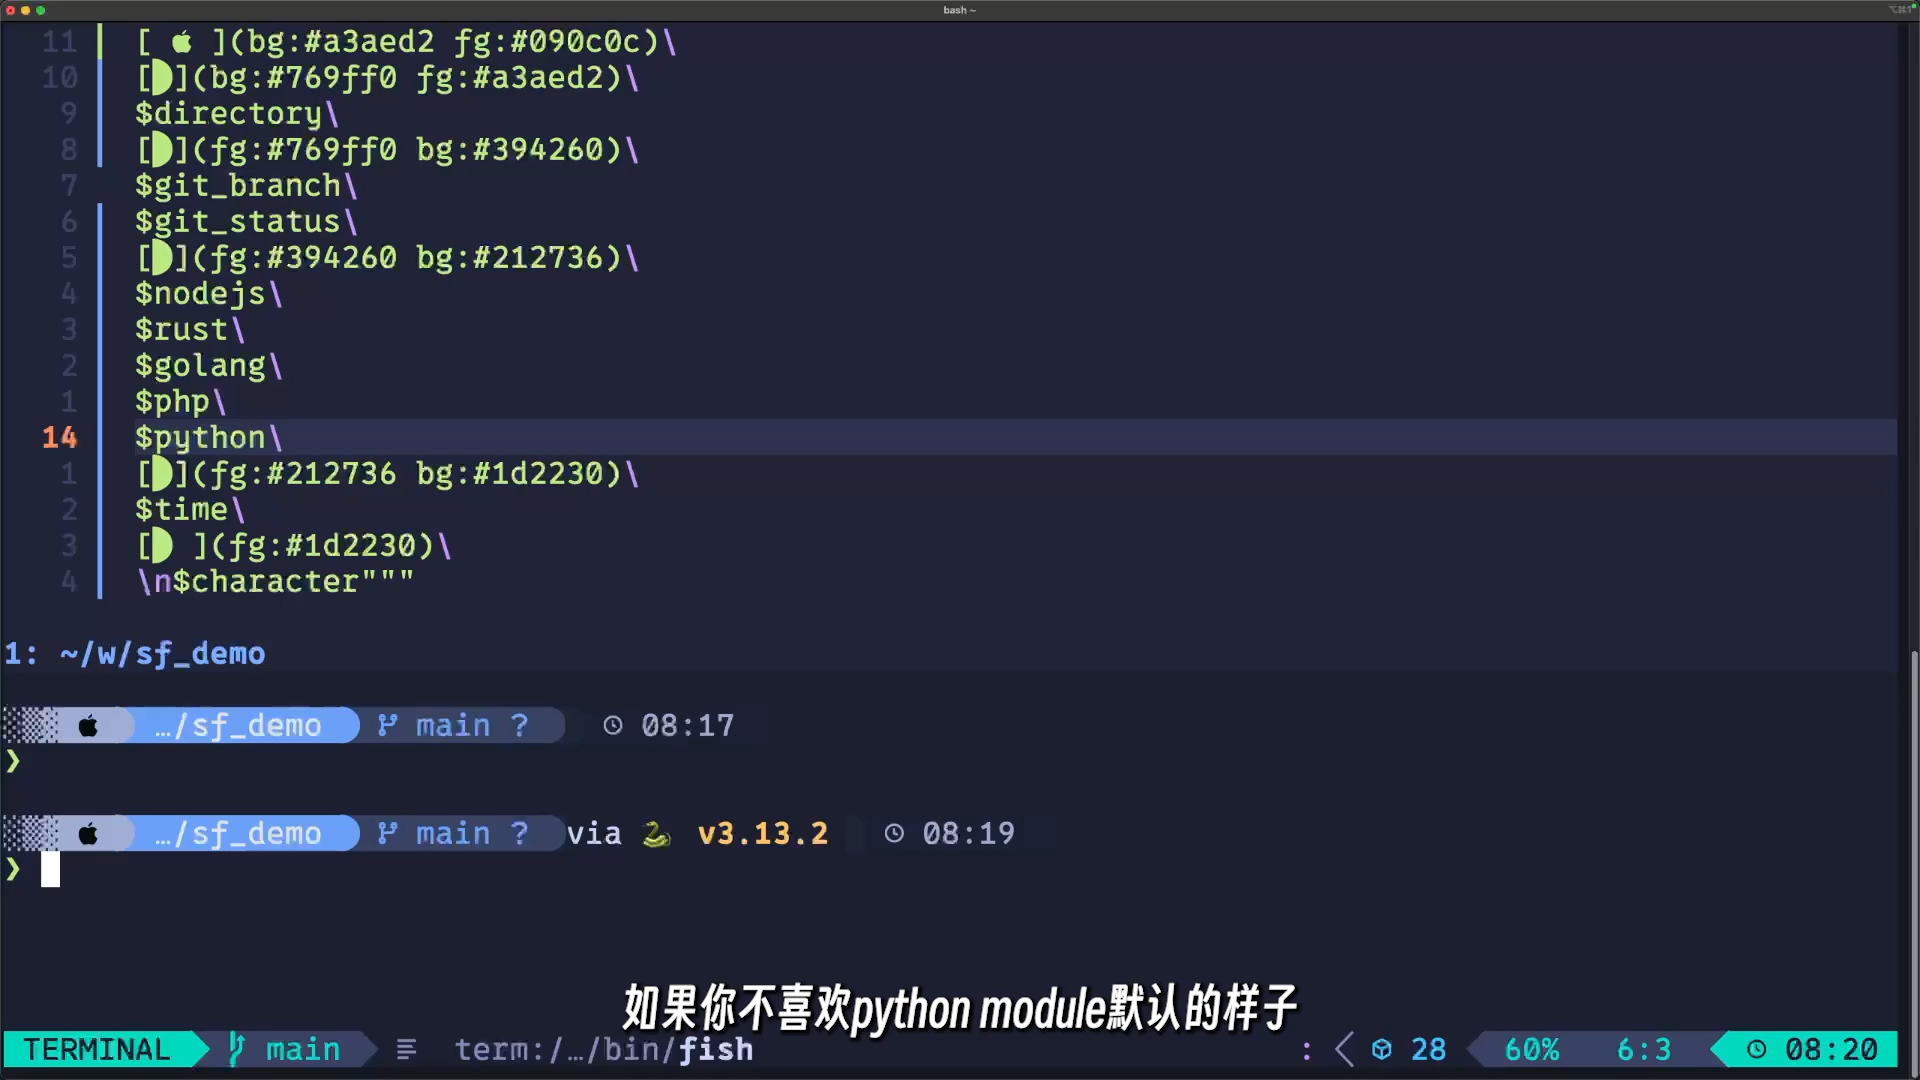 bash ~
11 [  ](bg:#a3aed2 fg:#090c0c)\
10 [](bg:#769ff0 fg:#a3aed2)\
9 $directory\
8 [](fg:#769ff0 bg:#394260)\
7 $git_branch\
6 $git_status\
5 [](fg:#394260 bg:#212736)\
4 $nodejs\
3 $rust\
2 $golang\
1 $php\
14 $python\
1 [](fg:#212736 bg:#1d2230)\
2 $time\
3 [ ](fg:#1d2230)\
4 \n$character"""
1: ~/w/sf_demo
…/sf_demo main ? 08:17
❯
…/sf_demo main ? via 🐍 v3.13.2 08:19
❯
如果你不喜欢python module默认的样子
TERMINAL main ≡ term:/…/bin/fish : 28 60% 6:3 08:20